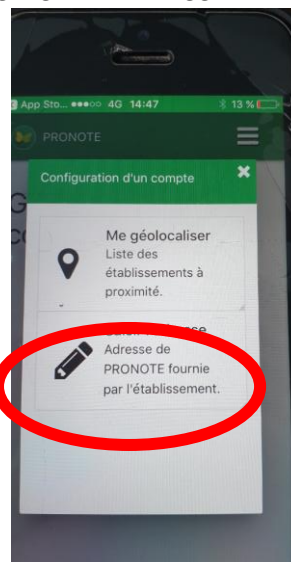 App Sto... 4G 14:47 13 %
PRONOTE
Configuration d'un compte
G
Me géolocaliser
Liste des
établissements à
proximité.
Adresse de
PRONOTE fournie
par l'établissement.